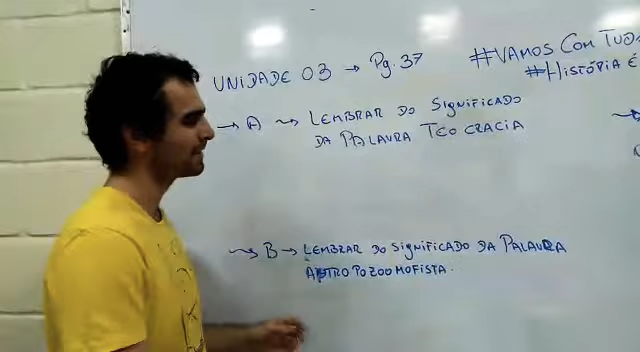 UNIDADE 03 → Pg. 37
#VAMOS COM TUDO
#HISTÓRIA É
→ A ~> LEMBRAR DO SIGNIFICADO
DA PALAVRA TEOCRACIA
~> B → LEMBRAR DO SIGNIFICADO DA PALAVRA
ANTROPOZOOMOFISTA.